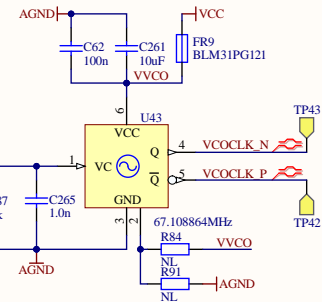 AGND
VCC
C62
100n
C261
10uF
FR9
BLM31PG121
VVCO
6
U43
VCC
TP43
1
VC
Q
4
VCOCLK_N
Q
5
VCOCLK_P
C265
1.0n
GND
3
2
67.108864MHz
TP42
87
k
R84
VVCO
NL
AGND
R91
AGND
NL